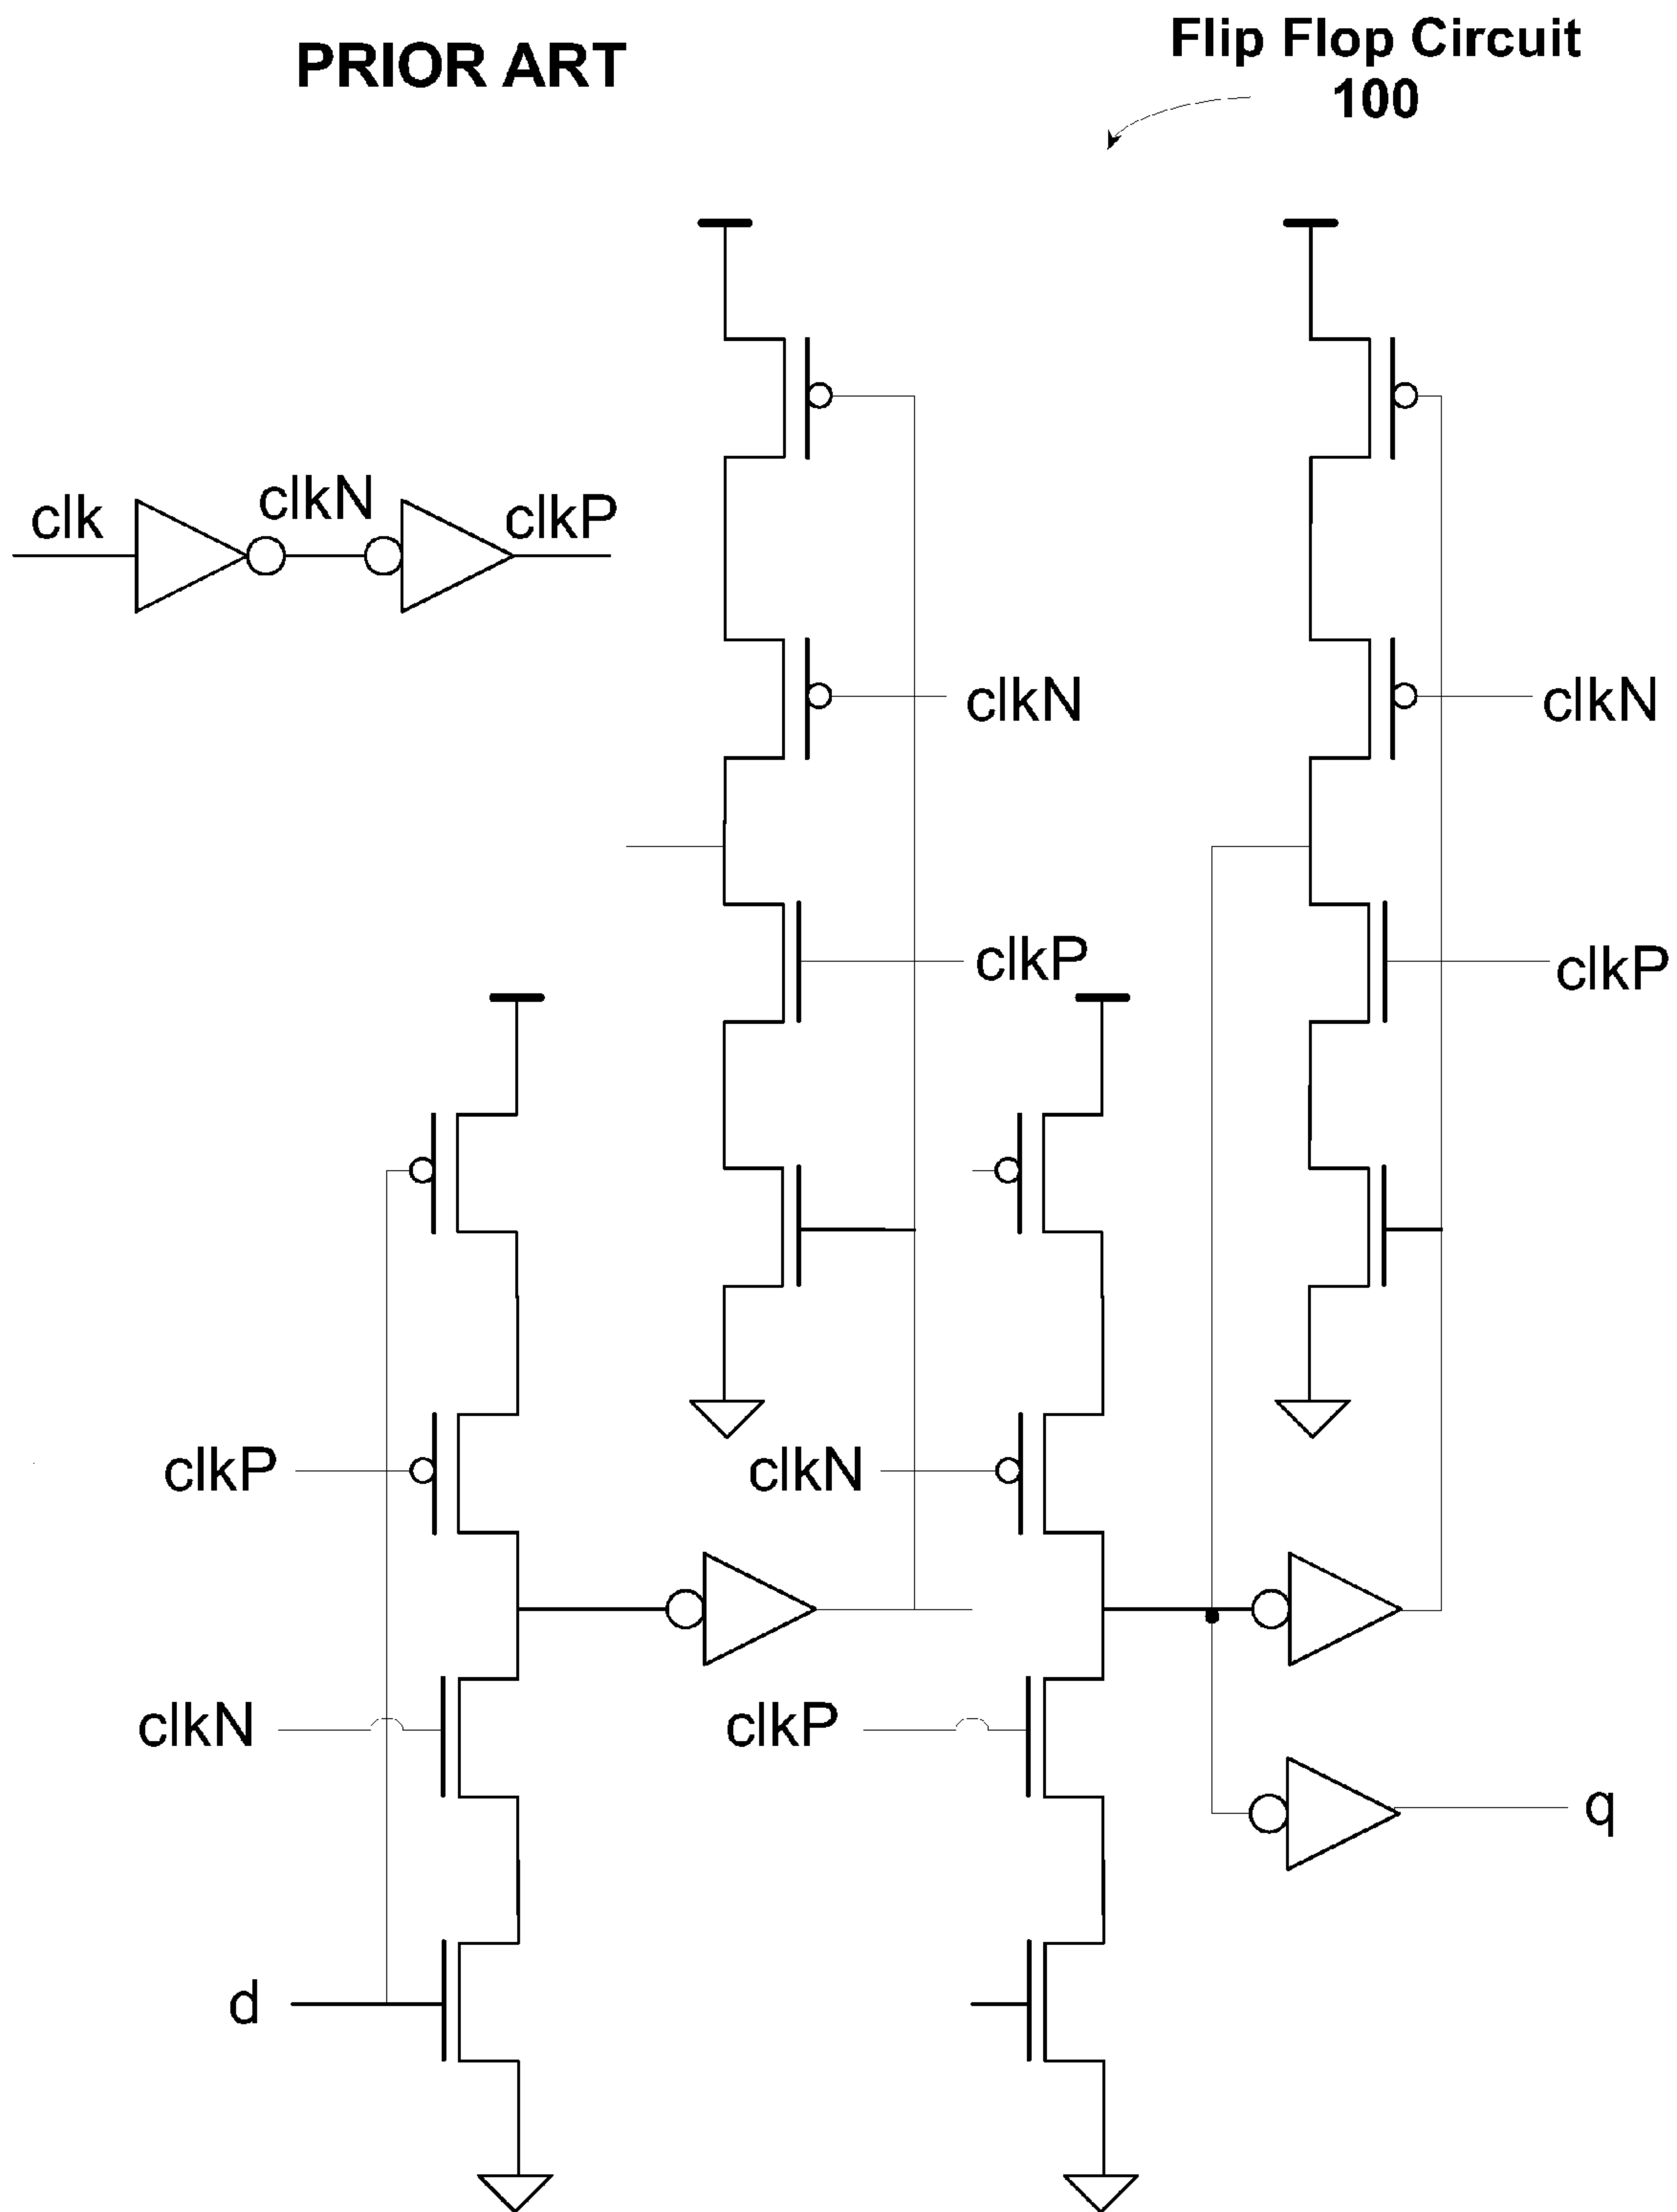 PRIOR ART
Flip Flop Circuit
100
clk
clkN
clkP
clkN
clkN
clkP
clkP
clkP
clkN
clkN
clkP
q
d